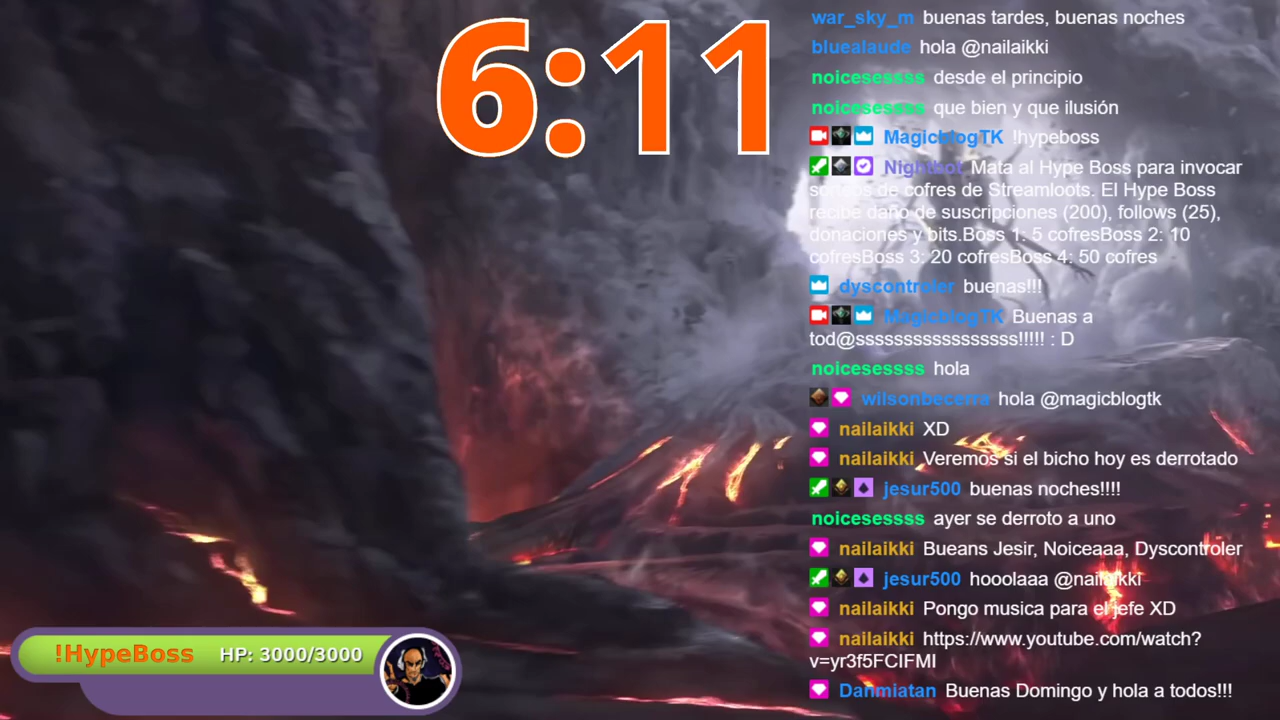 6:11
war_sky_m buenas tardes, buenas noches
bluealaude hola @nailaikki
noicesessss desde el principio
noicesessss que bien y que ilusión
MagicblogTK !hypeboss
Nightbot Mata al Hype Boss para invocar
sorteos de cofres de Streamloots. El Hype Boss
recibe daño de suscripciones (200), follows (25),
donaciones y bits.Boss 1: 5 cofresBoss 2: 10
cofresBoss 3: 20 cofresBoss 4: 50 cofres
dyscontroler buenas!!!
MagicblogTK Buenas a
tod@sssssssssssssssss!!!!! : D
noicesessss hola
wilsonbecerra hola @magicblogtk
nailaikki XD
nailaikki Veremos si el bicho hoy es derrotado
jesur500 buenas noches!!!!
noicesessss ayer se derroto a uno
nailaikki Bueans Jesir, Noiceaaa, Dyscontroler
jesur500 hooolaaa @nailaikki
nailaikki Pongo musica para el jefe XD
nailaikki https://www.youtube.com/watch?
v=yr3f5FCIFMI
Danmiatan Buenas Domingo y hola a todos!!!
!HypeBoss HP: 3000/3000